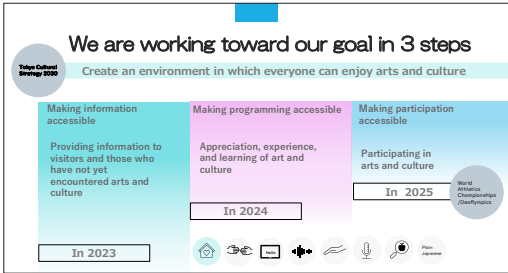 We are working toward our goal in 3 steps
Tokyo Cultural
Strategy 2030
Create an environment in which everyone can enjoy arts and culture
Making information
accessible
Providing information to
visitors and those who
have not yet
encountered arts and
culture
In 2023
Making programming accessible
Appreciation, experience,
and learning of art and
culture
In 2024
Making participation
accessible
Participating in
arts and culture
In 2025
World
Athletics
Championships
/Deaflympics
Hello
Plain
Japanese